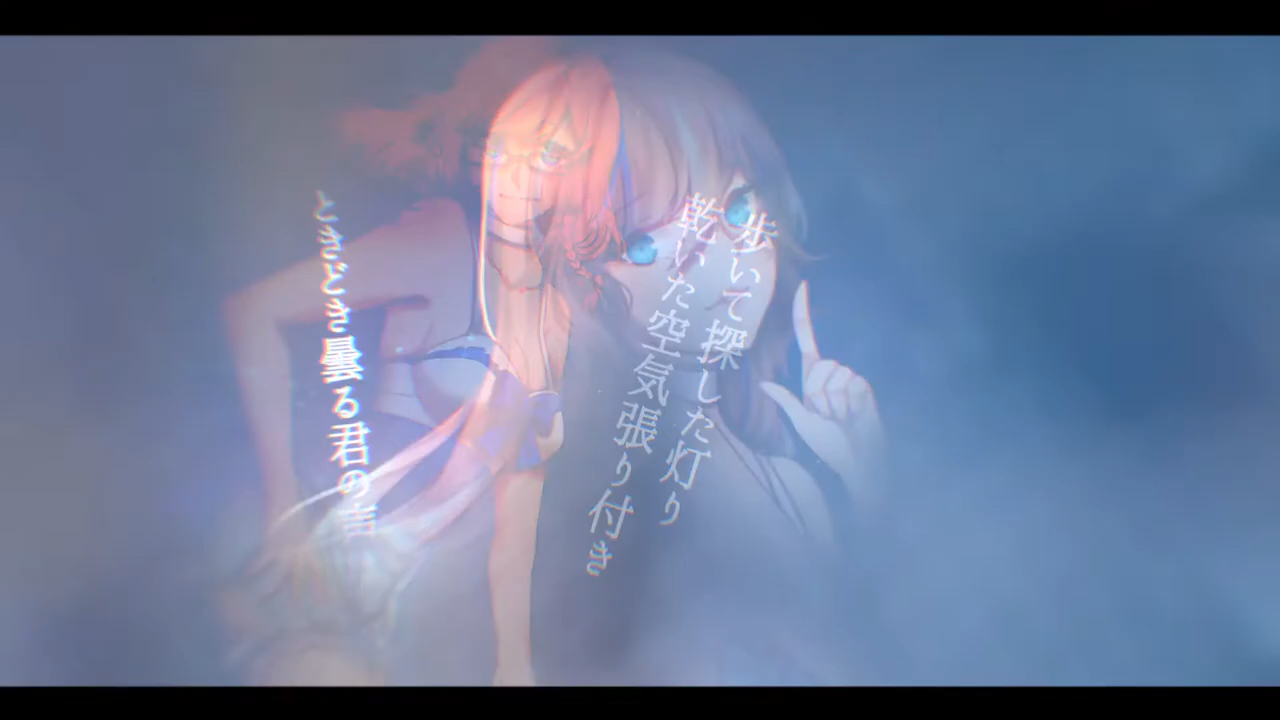 歩いて探した灯り
乾いた空気張り付き
ときどき曇る君の声